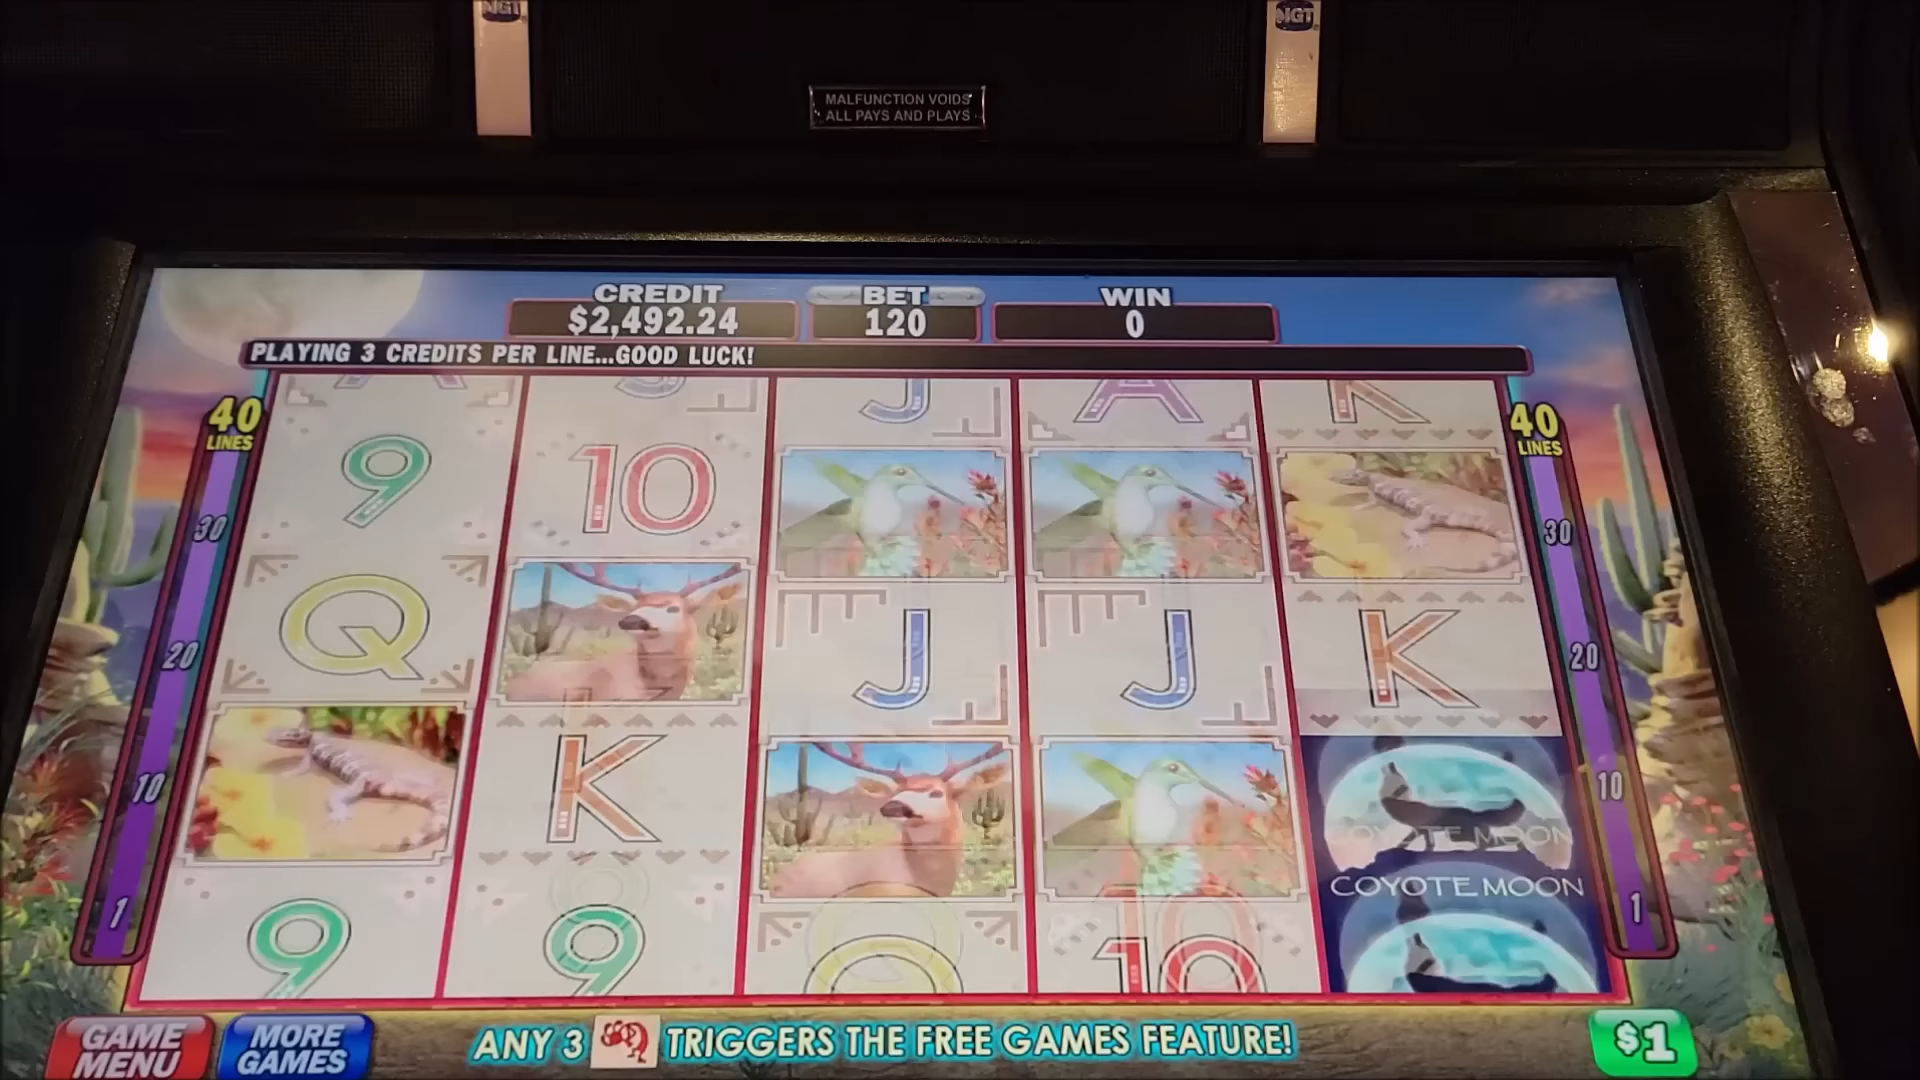 IGT
IGT
MALFUNCTION VOIDS
ALL PAYS AND PLAYS
CREDIT
BET
WIN
$2,492.24
120
0
PLAYING 3 CREDITS PER LINE...GOOD LUCK!
40
LINES
30
20
10
1
40
LINES
30
20
10
1
J
A
K
9
10
Q
J
J
K
K
COYOTE MOON
COYOTE MOON
9
9
Q
10
GAME
MENU
MORE
GAMES
ANY 3 TRIGGERS THE FREE GAMES FEATURE!
$1